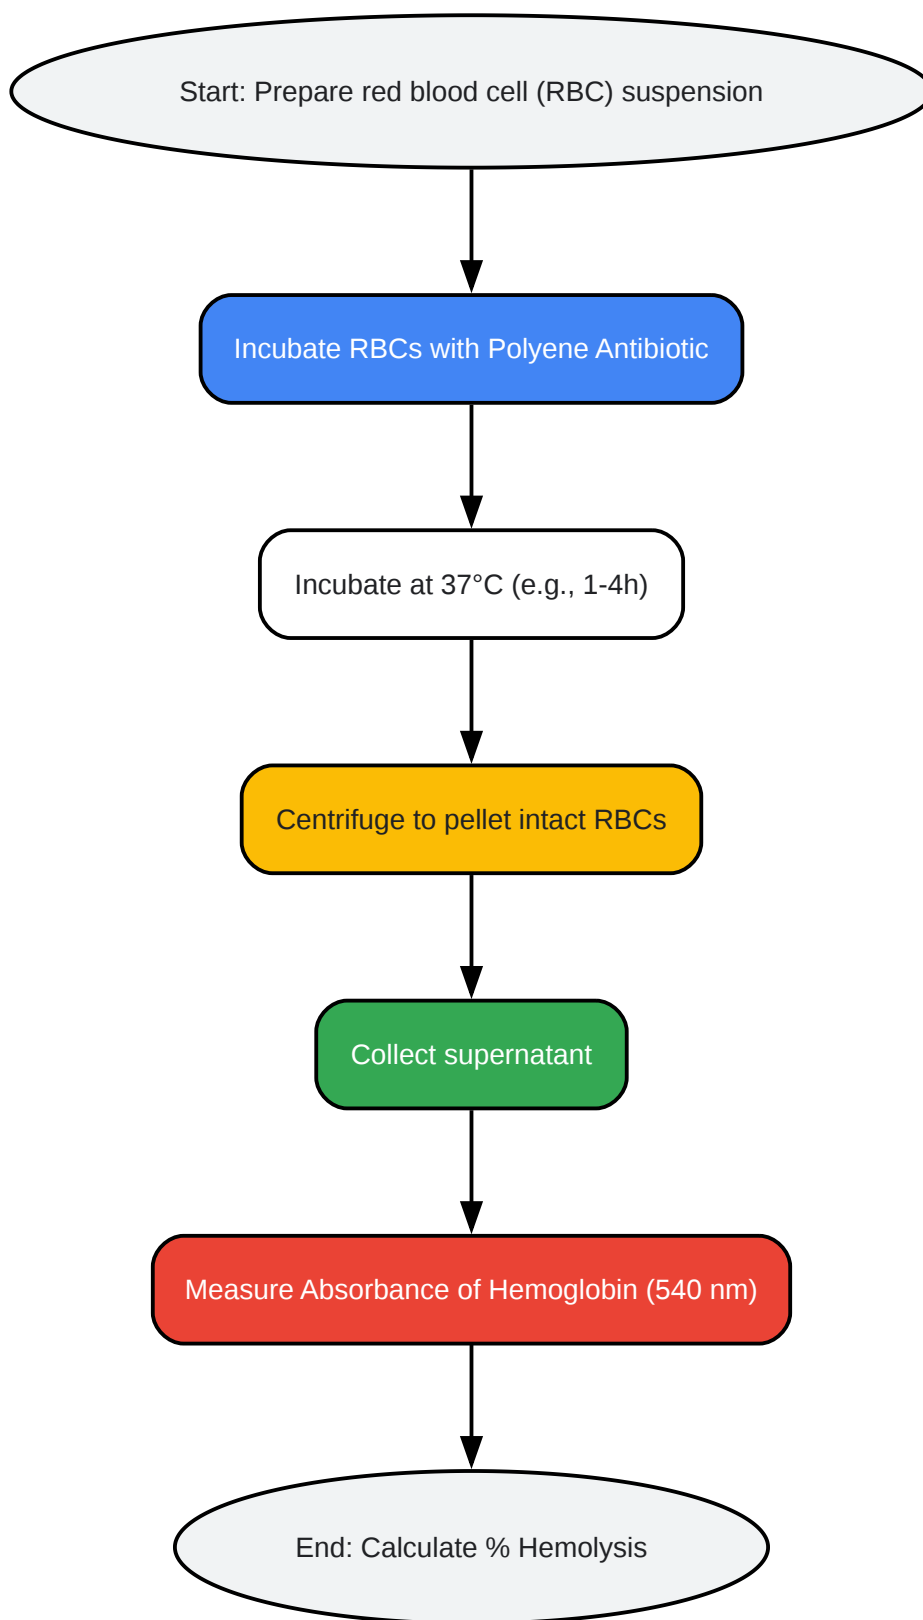 Start: Prepare red blood cell (RBC) suspension
Incubate RBCs with Polyene Antibiotic
Incubate at 37°C (e.g., 1-4h)
Centrifuge to pellet intact RBCs
Collect supernatant
Measure Absorbance of Hemoglobin (540 nm)
End: Calculate % Hemolysis